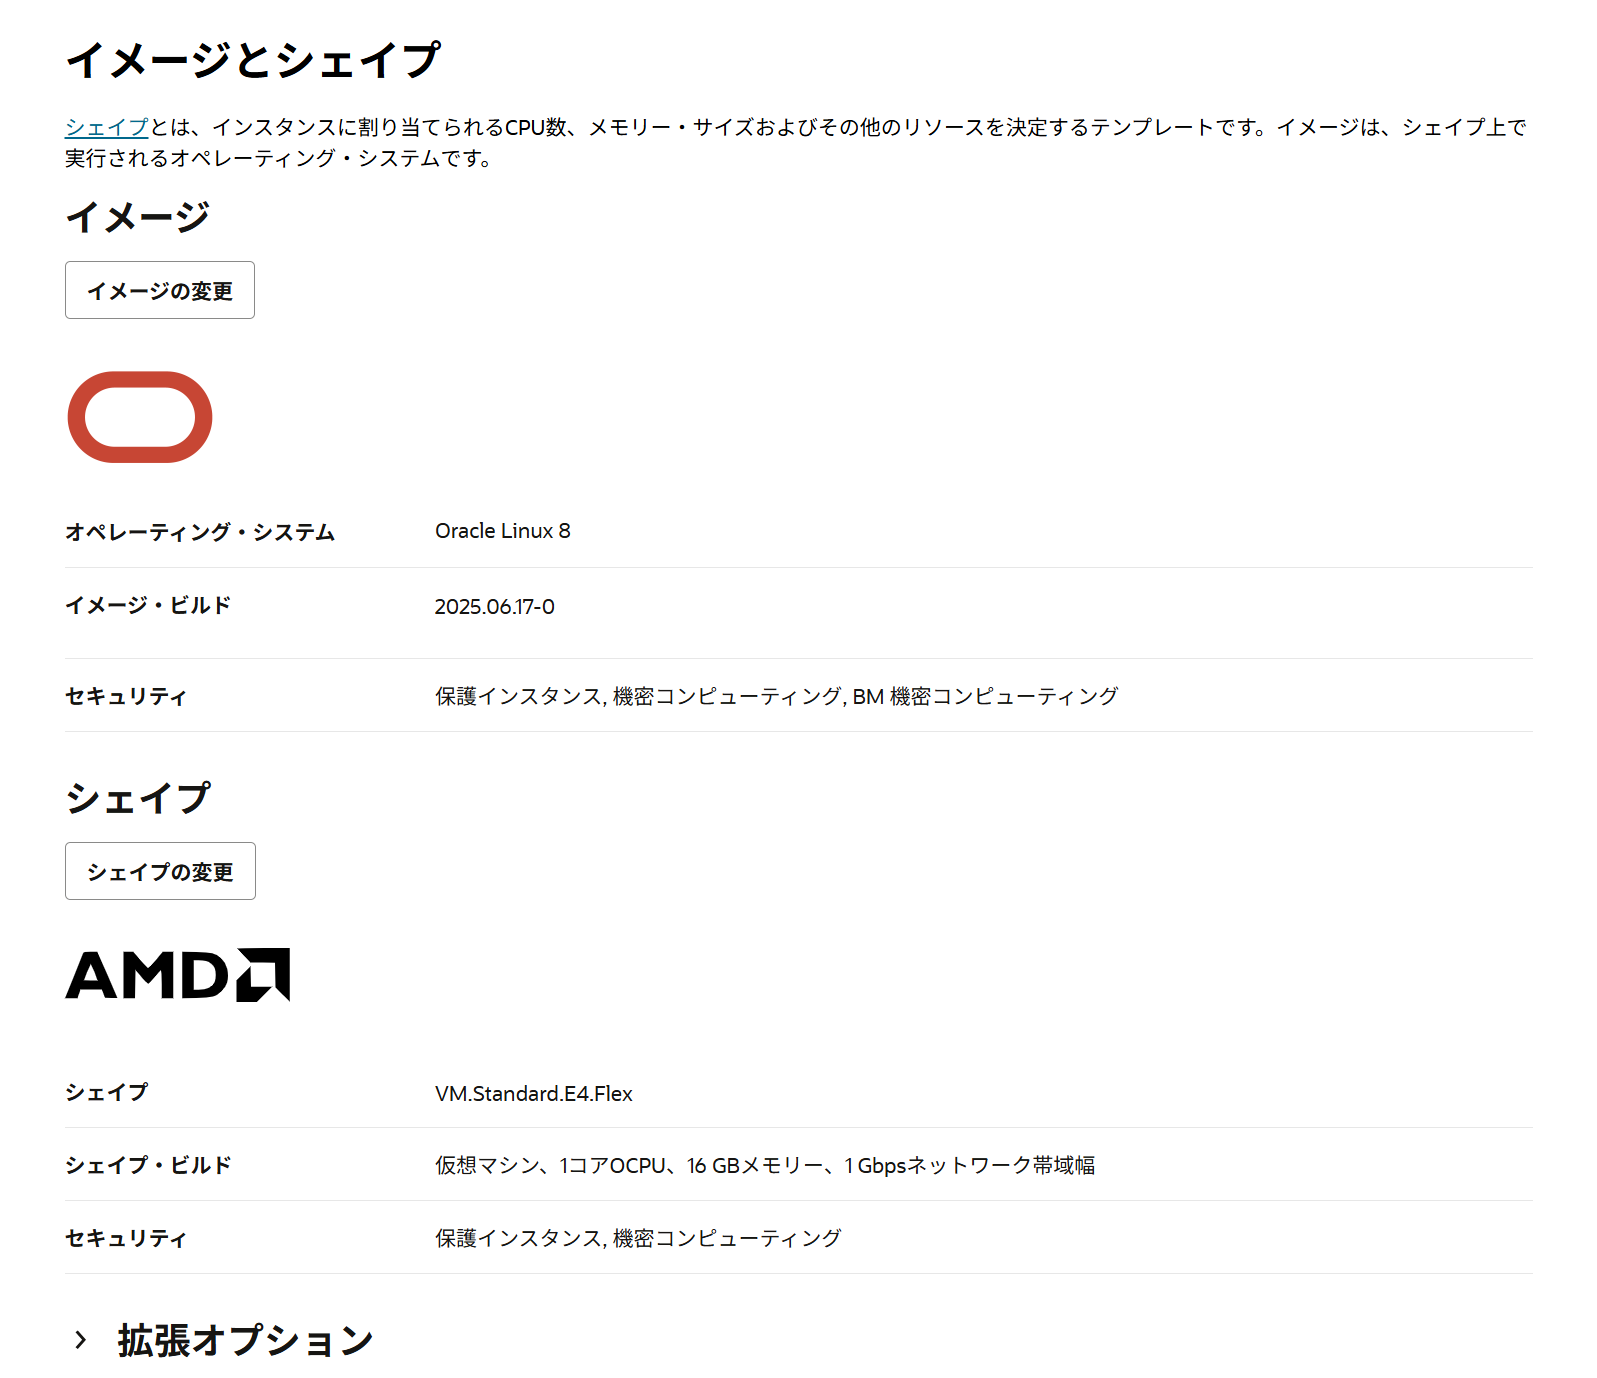 イメージとシェイプ
シェイプとは、インスタンスに割り当てられるCPU数、メモリー・サイズおよびその他のリソースを決定するテンプレートです。イメージは、シェイプ上で
実行されるオペレーティング・システムです。
イメージ
イメージの変更
オペレーティング・システム Oracle Linux 8
イメージ・ビルド 2025.06.17-0
セキュリティ 保護インスタンス, 機密コンピューティング, BM 機密コンピューティング
シェイプ
シェイプの変更
AMD
シェイプ VM.Standard.E4.Flex
シェイプ・ビルド 仮想マシン、1コアOCPU、16 GBメモリー、1 Gbpsネットワーク帯域幅
セキュリティ 保護インスタンス, 機密コンピューティング
拡張オプション